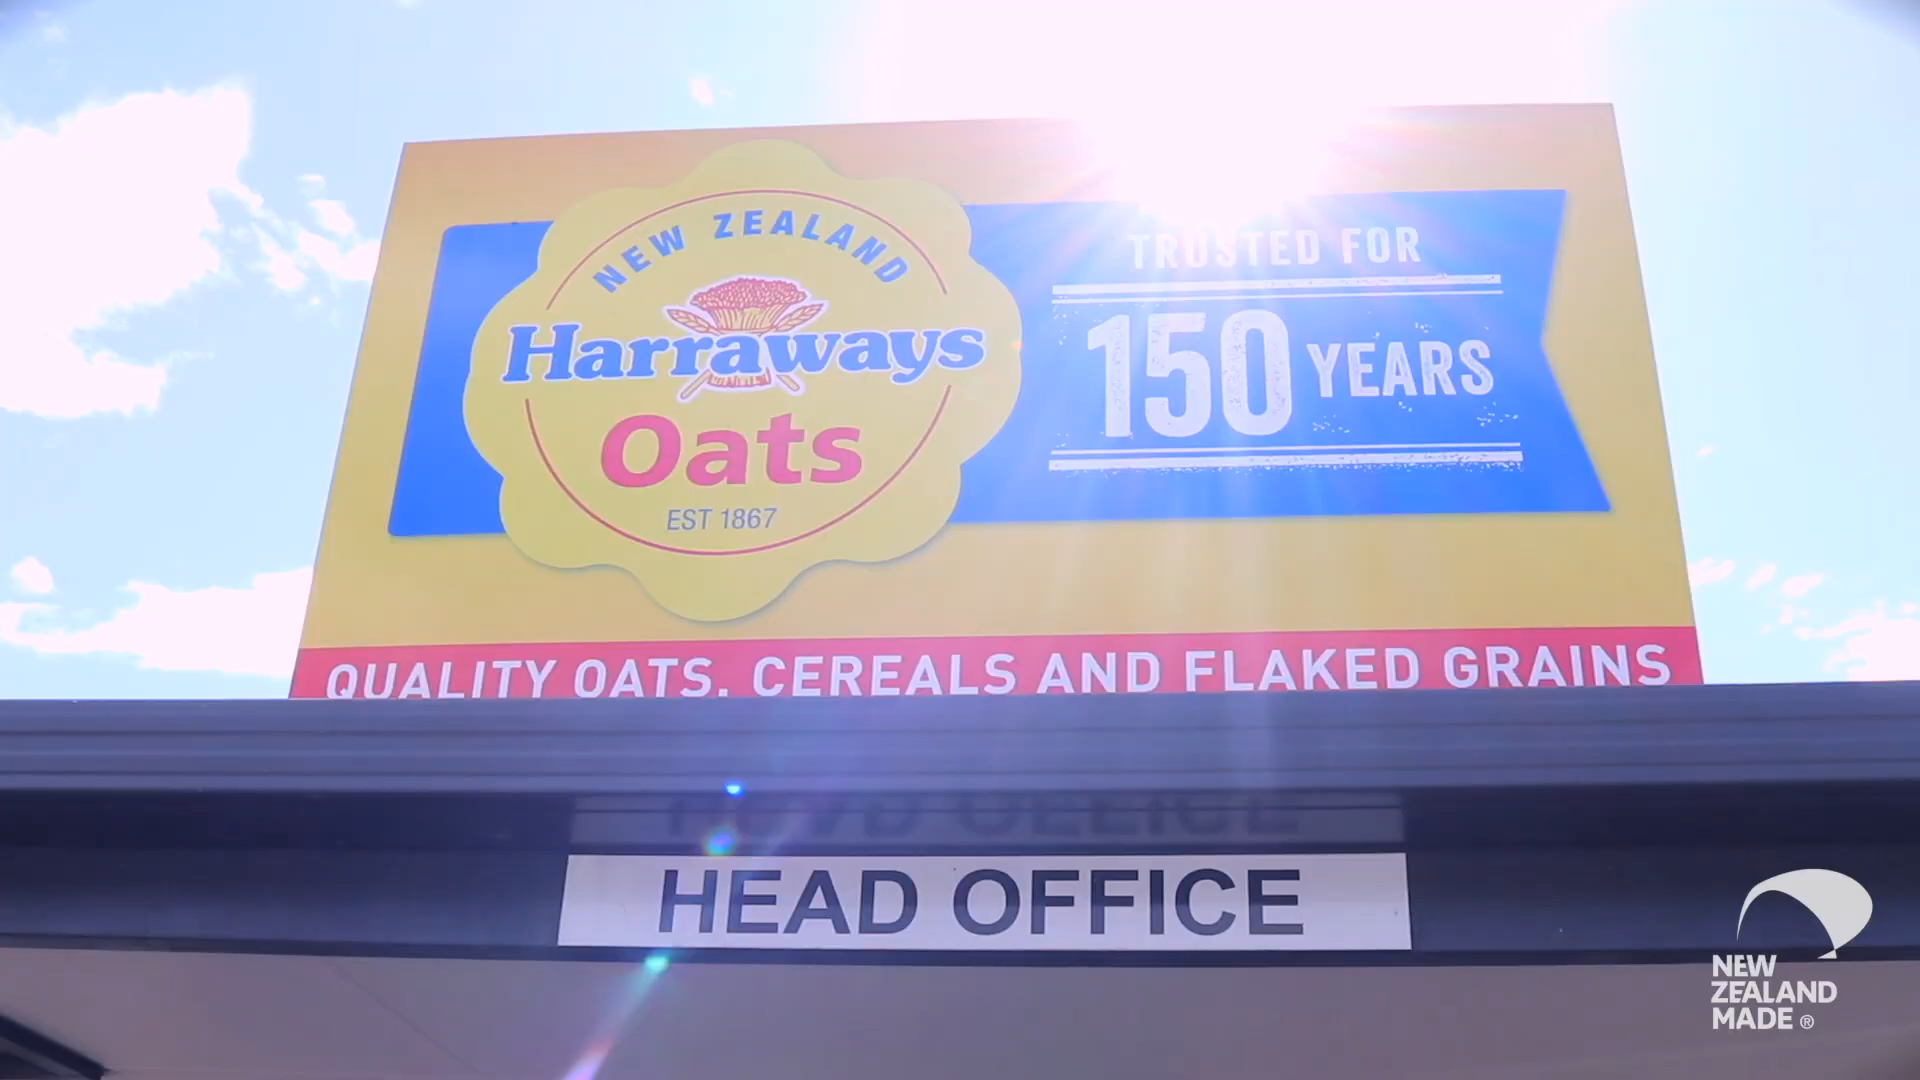 NEW ZEALAND
Harraways
Oats
EST 1867
TRUSTED FOR
150 YEARS
QUALITY OATS, CEREALS AND FLAKED GRAINS
HEAD OFFICE
NEW
ZEALAND
MADE ®